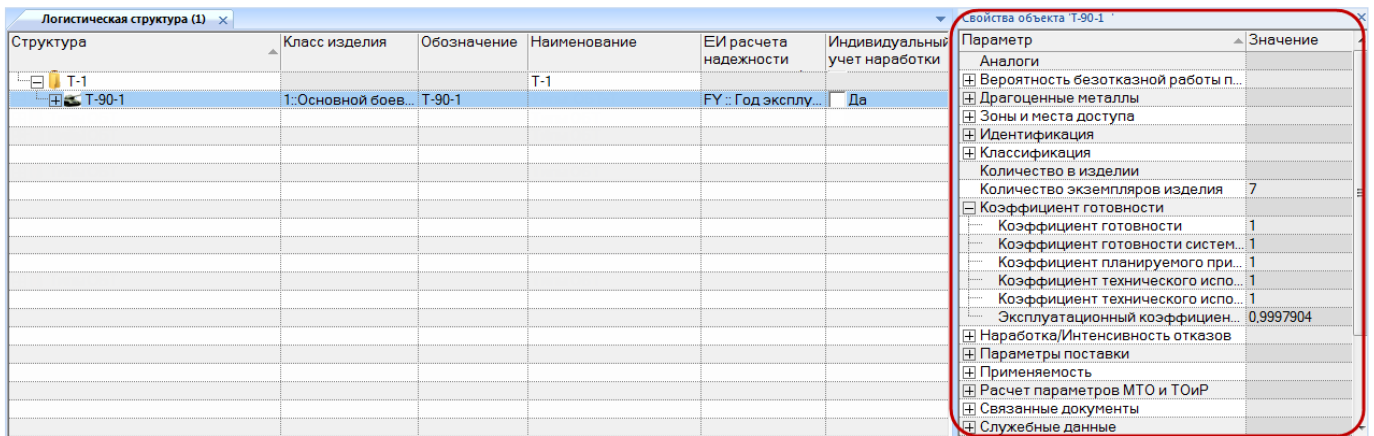 Логистическая структура (1)
Структура Класс изделия Обозначение Наименование ЕИ расчета надежности Индивидуальный учет наработки
Т-1 Т-1
Т-90-1 1::Основной боев... Т-90-1 FY :: Год эксплу... Да
Свойства объекта 'Т-90-1 '
Параметр Значение
Аналоги
Вероятность безотказной работы п...
Драгоценные металлы
Зоны и места доступа
Идентификация
Классификация
Количество в изделии
Количество экземпляров изделия 7
Коэффициент готовности
Коэффициент готовности 1
Коэффициент готовности систем... 1
Коэффициент планируемого при... 1
Коэффициент технического испо... 1
Коэффициент технического испо... 1
Эксплуатационный коэффициен... 0,9997904
Наработка/Интенсивность отказов
Параметры поставки
Применяемость
Расчет параметров МТО и ТОиР
Связанные документы
Служебные данные